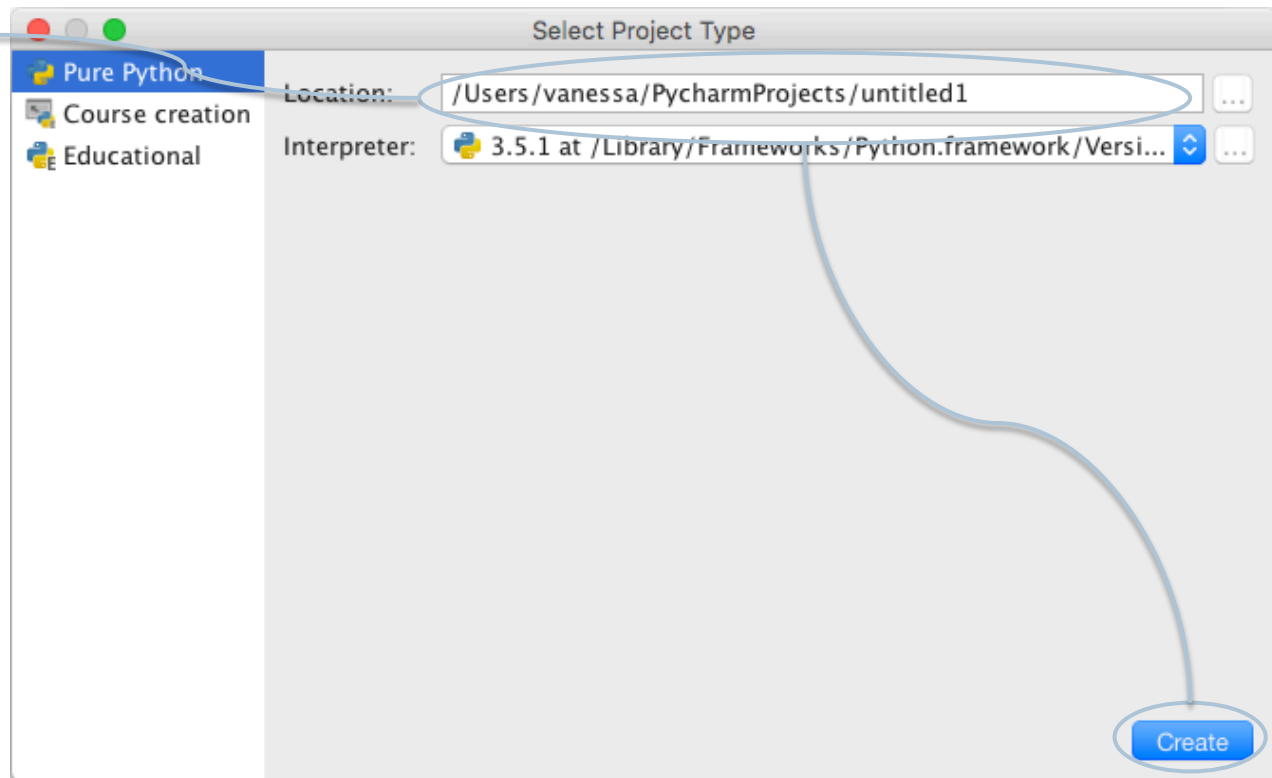 Select Project Type
Pure Python
Course creation
Educational
Location: /Users/vanessa/PycharmProjects/untitled1 ...
Interpreter: 3.5.1 at /Library/Frameworks/Python.framework/Versi... ...
Create